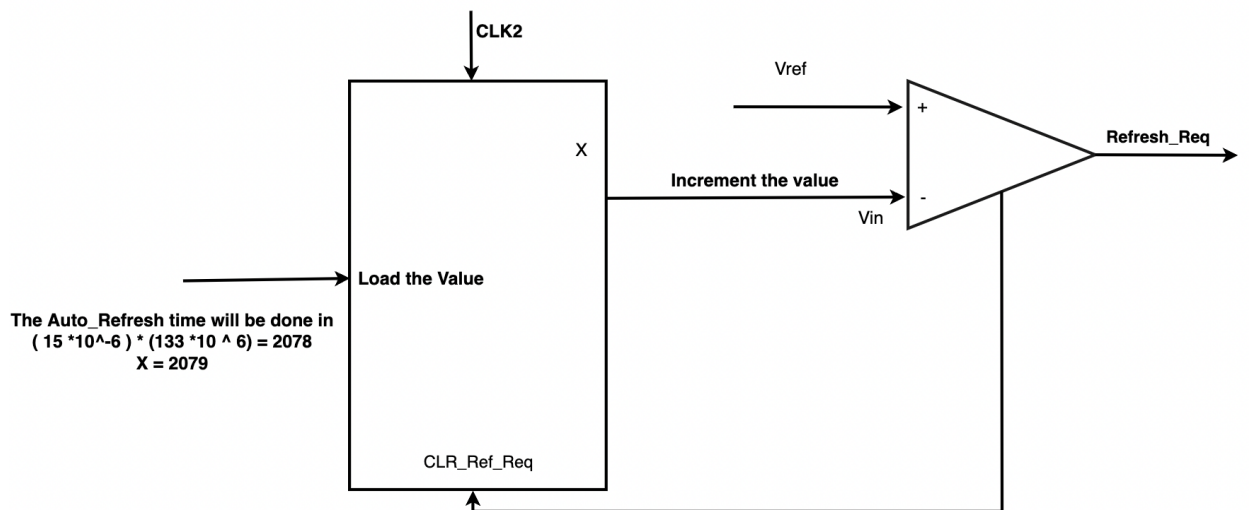 CLK2
Vref
+
Refresh_Req
X
Increment the value
-
Vin
Load the Value
The Auto_Refresh time will be done in
( 15 *10^-6 ) * (133 *10 ^ 6) = 2078
X = 2079
CLR_Ref_Req